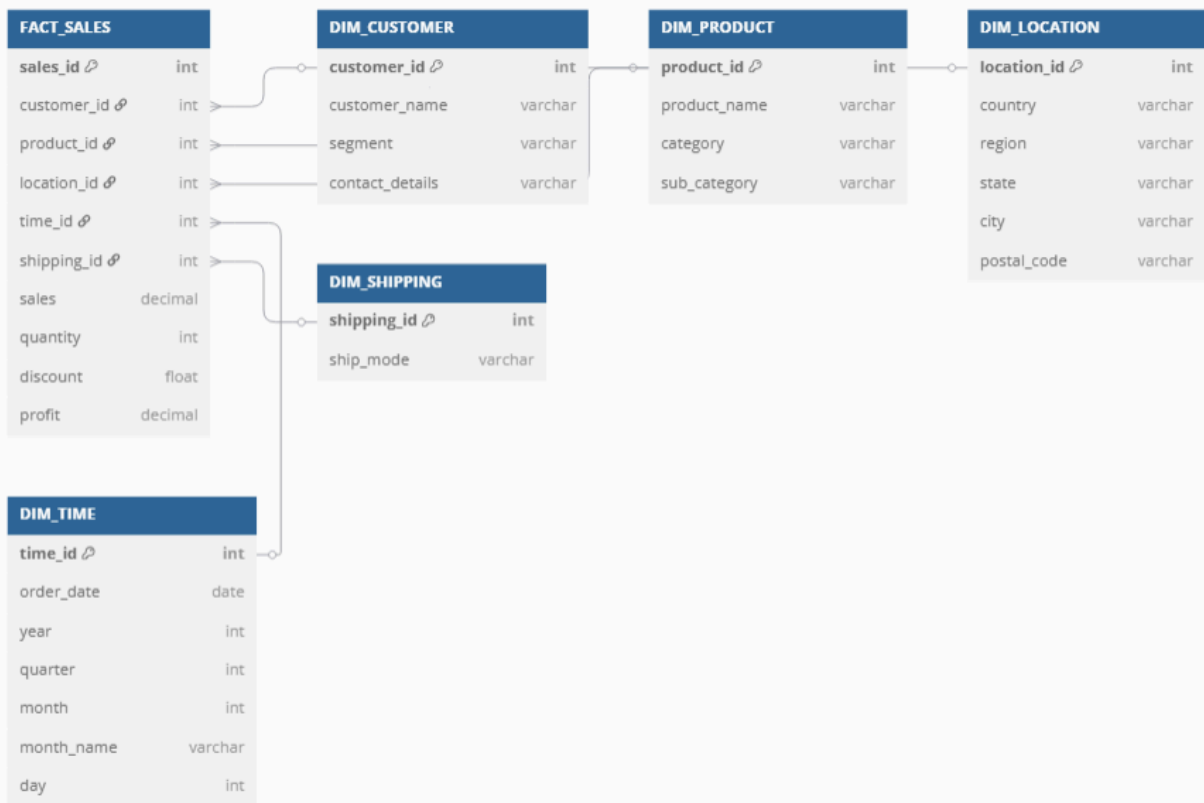 FACT_SALES
sales_id int
customer_id int
product_id int
location_id int
time_id int
shipping_id int
sales decimal
quantity int
discount float
profit decimal
DIM_CUSTOMER
customer_id int
customer_name varchar
segment varchar
contact_details varchar
DIM_PRODUCT
product_id int
product_name varchar
category varchar
sub_category varchar
DIM_LOCATION
location_id int
country varchar
region varchar
state varchar
city varchar
postal_code varchar
DIM_SHIPPING
shipping_id int
ship_mode varchar
DIM_TIME
time_id int
order_date date
year int
quarter int
month int
month_name varchar
day int